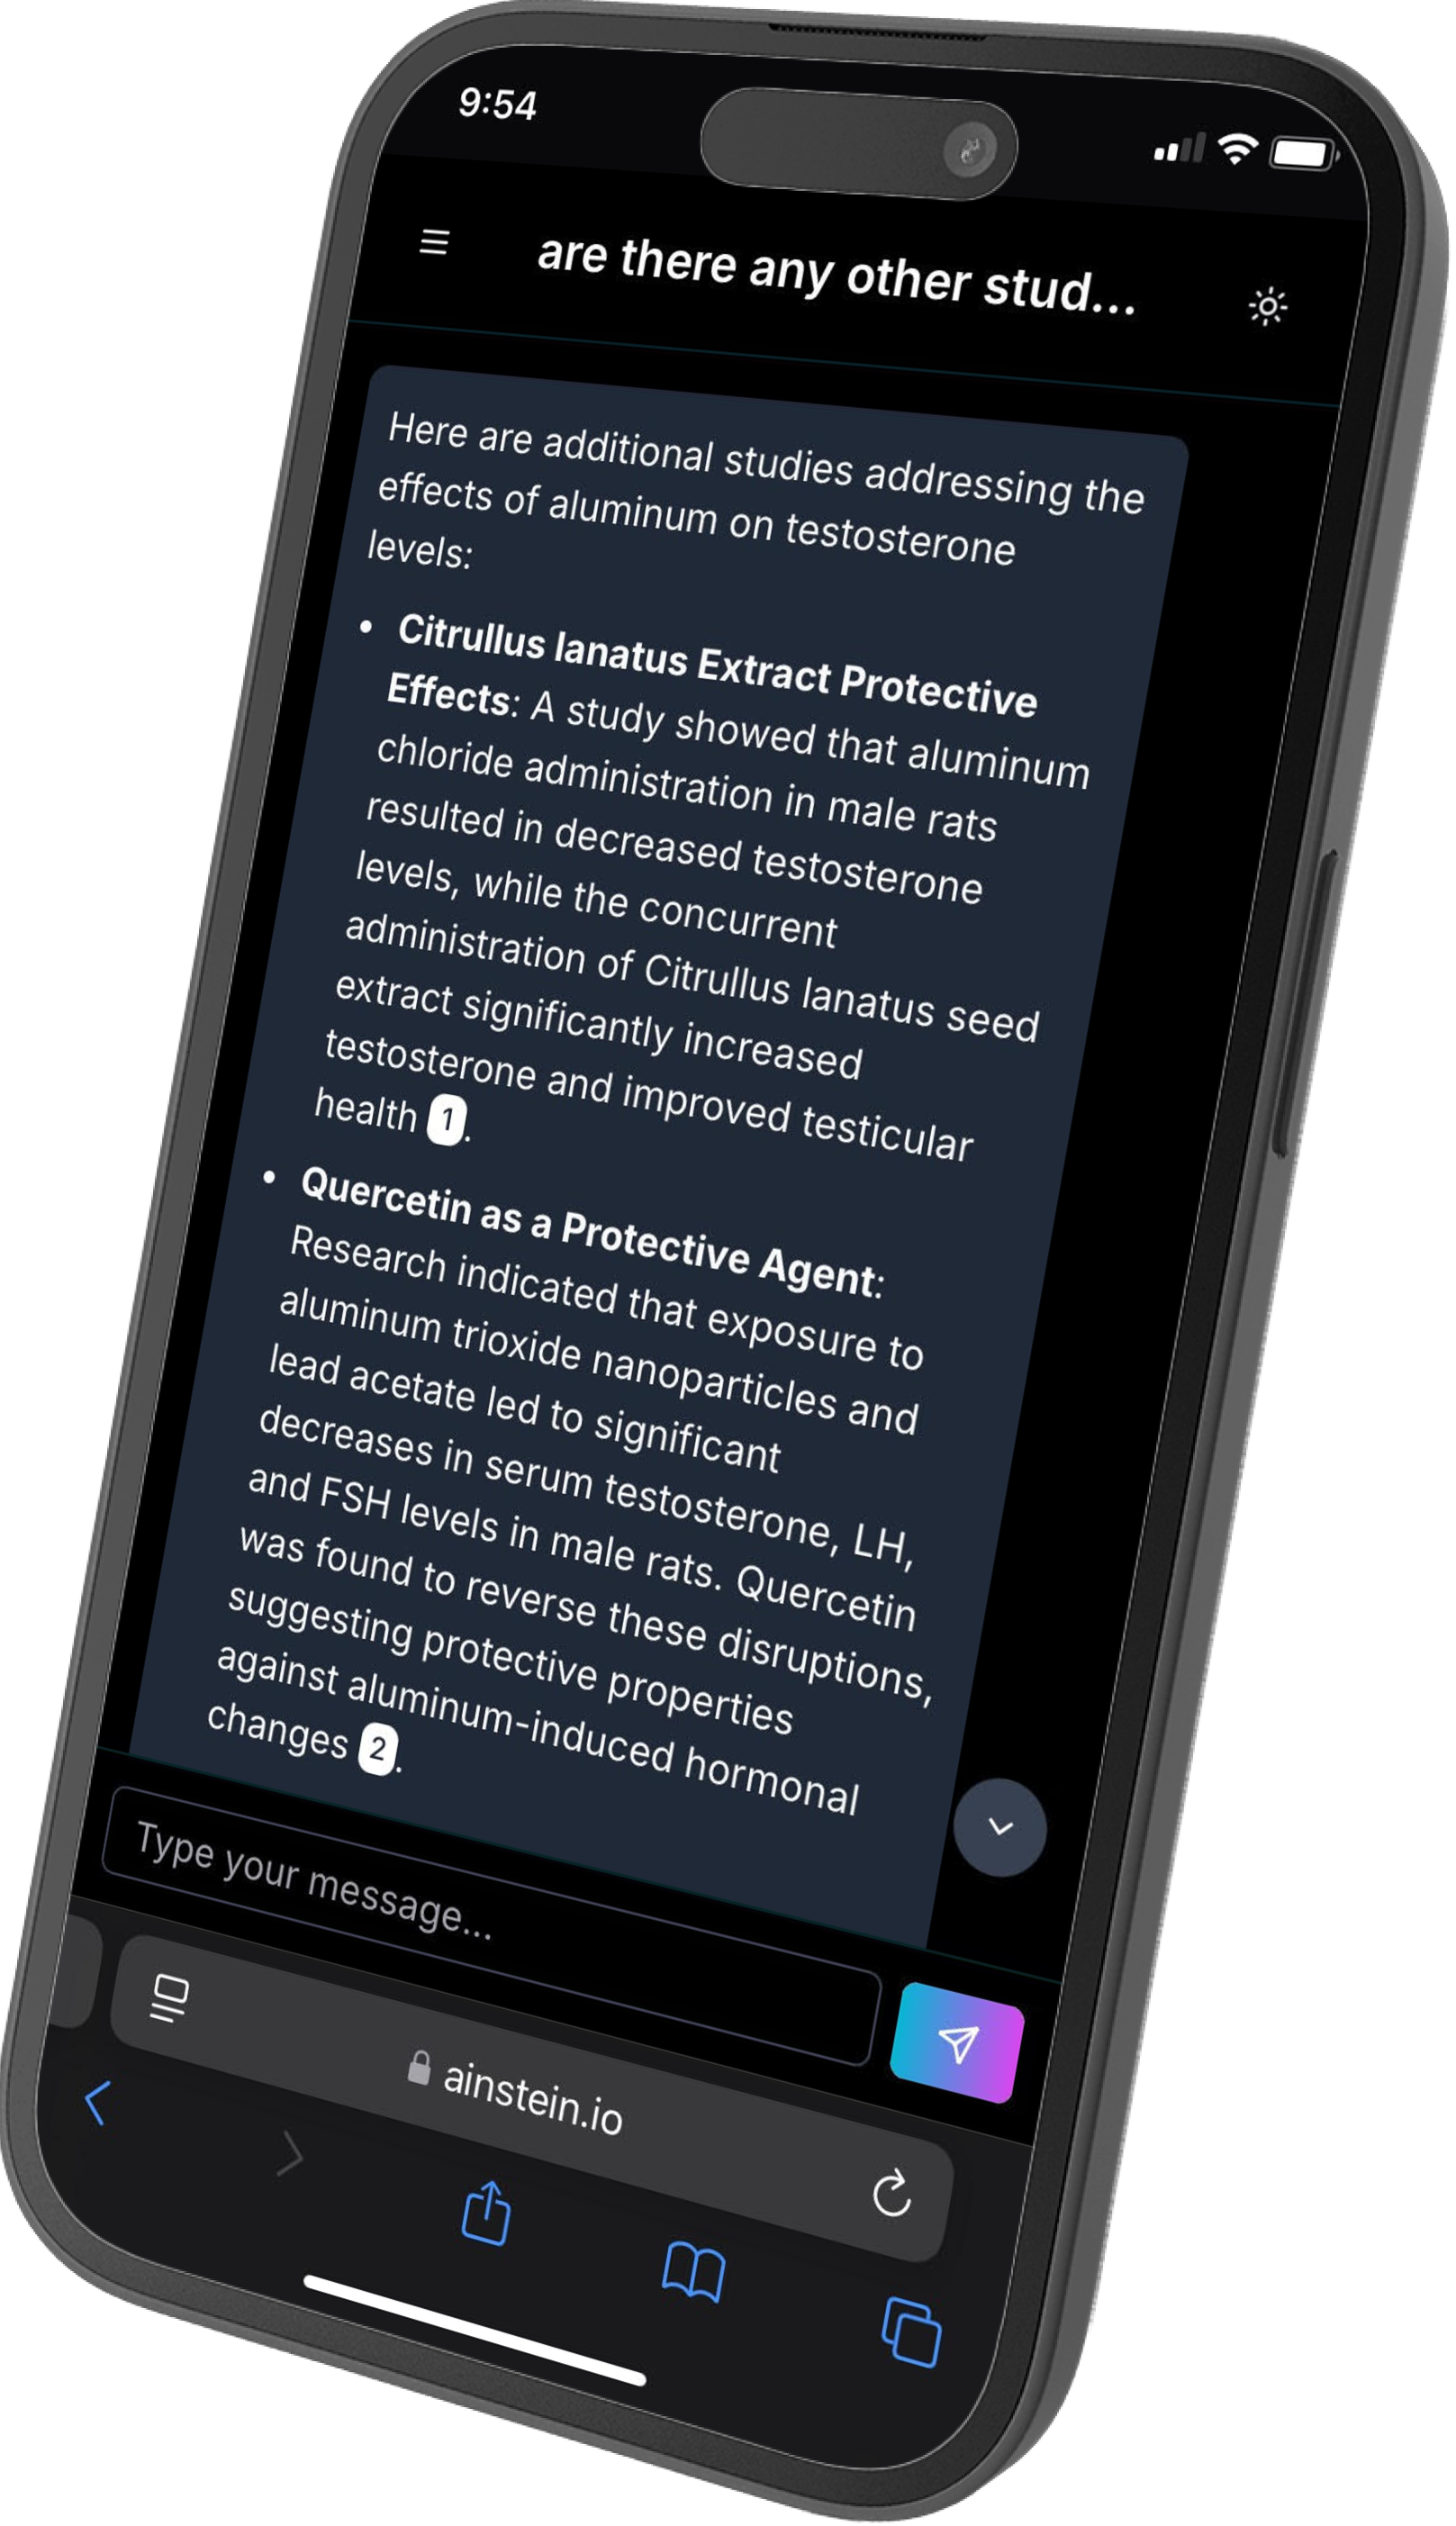 9:54
are there any other stud...
Here are additional studies addressing the
effects of aluminum on testosterone
levels:
• Citrullus lanatus Extract Protective
Effects: A study showed that aluminum
chloride administration in male rats
resulted in decreased testosterone
levels, while the concurrent
administration of Citrullus lanatus seed
extract significantly increased
testosterone and improved testicular
health 1.
• Quercetin as a Protective Agent:
Research indicated that exposure to
aluminum trioxide nanoparticles and
lead acetate led to significant
decreases in serum testosterone, LH,
and FSH levels in male rats. Quercetin
was found to reverse these disruptions,
suggesting protective properties
against aluminum-induced hormonal
changes 2.
Type your message...
ainstein.io